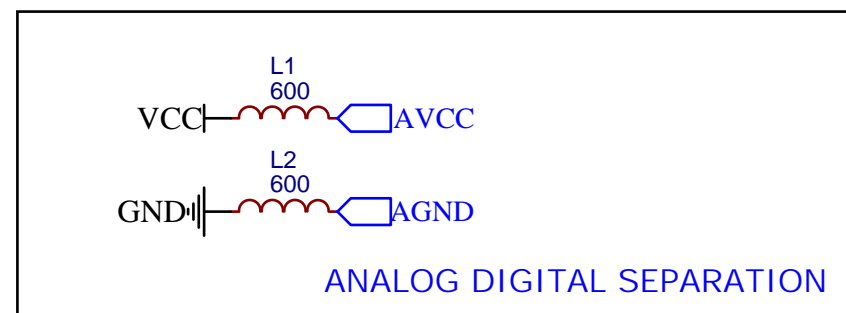 L1
600
VCC AVCC
L2
600
GND AGND
ANALOG DIGITAL SEPARATION